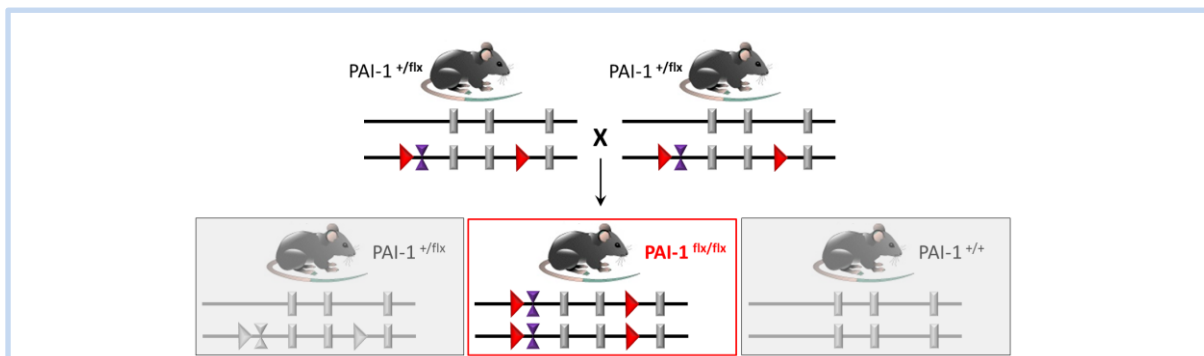 PAI-1 +/flx PAI-1 +/flx
X
PAI-1 +/flx PAI-1 flx/flx PAI-1 +/+